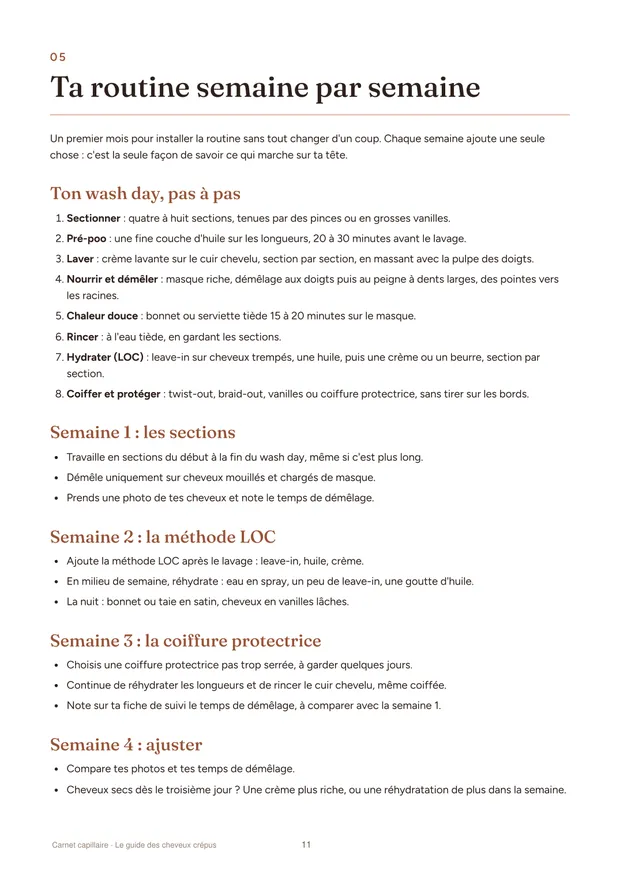 05
Ta routine semaine par semaine
Un premier mois pour installer la routine sans tout changer d'un coup. Chaque semaine ajoute une seule
chose : c'est la seule façon de savoir ce qui marche sur ta tête.
Ton wash day, pas à pas
1. Sectionner : quatre à huit sections, tenues par des pinces ou en grosses vanilles.
2. Pré-poo : une fine couche d'huile sur les longueurs, 20 à 30 minutes avant le lavage.
3. Laver : crème lavante sur le cuir chevelu, section par section, en massant avec la pulpe des doigts.
4. Nourrir et démêler : masque riche, démêlage aux doigts puis au peigne à dents larges, des pointes vers
les racines.
5. Chaleur douce : bonnet ou serviette tiède 15 à 20 minutes sur le masque.
6. Rincer : à l'eau tiède, en gardant les sections.
7. Hydrater (LOC) : leave-in sur cheveux trempés, une huile, puis une crème ou un beurre, section par
section.
8. Coiffer et protéger : twist-out, braid-out, vanilles ou coiffure protectrice, sans tirer sur les bords.
Semaine 1 : les sections
• Travaille en sections du début à la fin du wash day, même si c'est plus long.
• Démêle uniquement sur cheveux mouillés et chargés de masque.
• Prends une photo de tes cheveux et note le temps de démêlage.
Semaine 2 : la méthode LOC
• Ajoute la méthode LOC après le lavage : leave-in, huile, crème.
• En milieu de semaine, réhydrate : eau en spray, un peu de leave-in, une goutte d'huile.
• La nuit : bonnet ou taie en satin, cheveux en vanilles lâches.
Semaine 3 : la coiffure protectrice
• Choisis une coiffure protectrice pas trop serrée, à garder quelques jours.
• Continue de réhydrater les longueurs et de rincer le cuir chevelu, même coiffée.
• Note sur ta fiche de suivi le temps de démêlage, à comparer avec la semaine 1.
Semaine 4 : ajuster
• Compare tes photos et tes temps de démêlage.
• Cheveux secs dès le troisième jour ? Une crème plus riche, ou une réhydratation de plus dans la semaine.
Carnet capillaire · Le guide des cheveux crépus
11